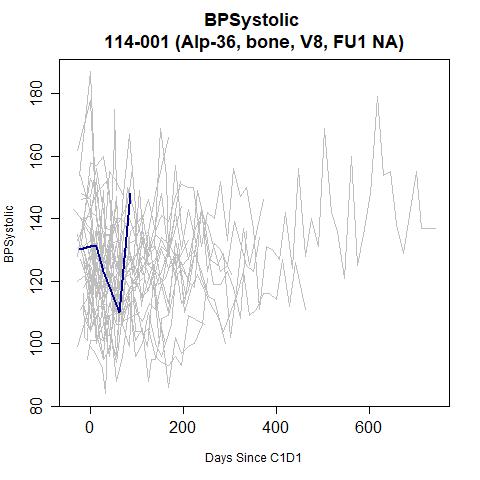 BPSystolic
114-001 (Alp-36, bone, V8, FU1 NA)
BPSystolic
180
160
140
120
100
80
0
200
400
600
Days Since C1D1